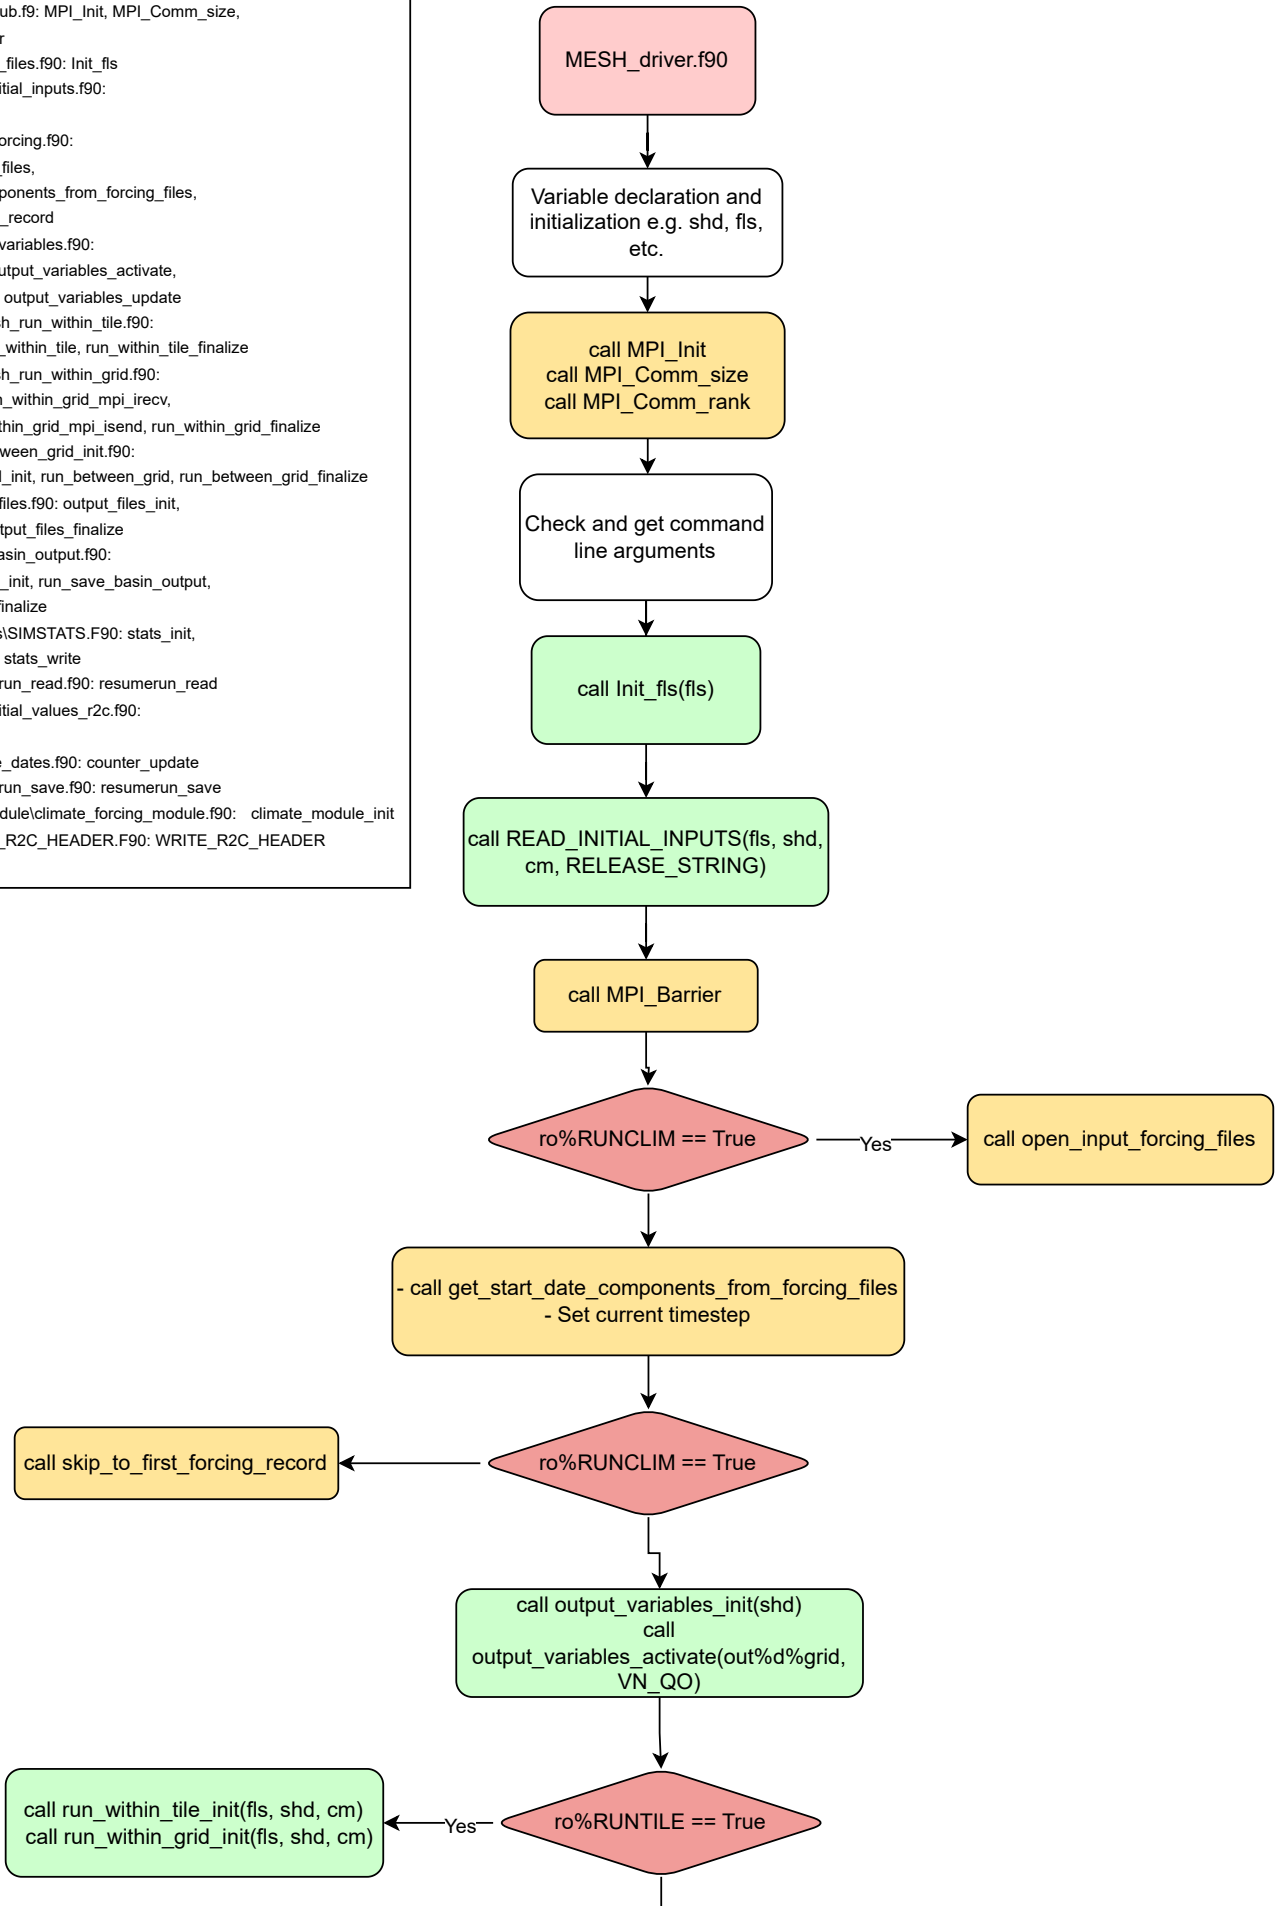 ub.f9: MPI_Init, MPI_Comm_size,
r
_files.f90: Init_fls
itial_inputs.f90:
orcing.f90:
_files,
ponents_from_forcing_files,
_record
variables.f90:
utput_variables_activate,
output_variables_update
sh_run_within_tile.f90:
_within_tile, run_within_tile_finalize
sh_run_within_grid.f90:
n_within_grid_mpi_irecv,
thin_grid_mpi_isend, run_within_grid_finalize
ween_grid_init.f90:
d_init, run_between_grid, run_between_grid_finalize
files.f90: output_files_init,
tput_files_finalize
asin_output.f90:
_init, run_save_basin_output,
finalize
s\SIMSTATS.F90: stats_init,
stats_write
run_read.f90: resumerun_read
itial_values_r2c.f90:
e_dates.f90: counter_update
run_save.f90: resumerun_save
dule\climate_forcing_module.f90: climate_module_init
_R2C_HEADER.F90: WRITE_R2C_HEADER
MESH_driver.f90
Variable declaration and
initialization e.g. shd, fls,
etc.
call MPI_Init
call MPI_Comm_size
call MPI_Comm_rank
Check and get command
line arguments
call Init_fls(fls)
call READ_INITIAL_INPUTS(fls, shd,
cm, RELEASE_STRING)
call MPI_Barrier
ro%RUNCLIM == True
Yes
call open_input_forcing_files
- call get_start_date_components_from_forcing_files
- Set current timestep
call skip_to_first_forcing_record
ro%RUNCLIM == True
call output_variables_init(shd)
call
output_variables_activate(out%d%grid,
VN_QO)
call run_within_tile_init(fls, shd, cm)
call run_within_grid_init(fls, shd, cm)
Yes
ro%RUNTILE == True